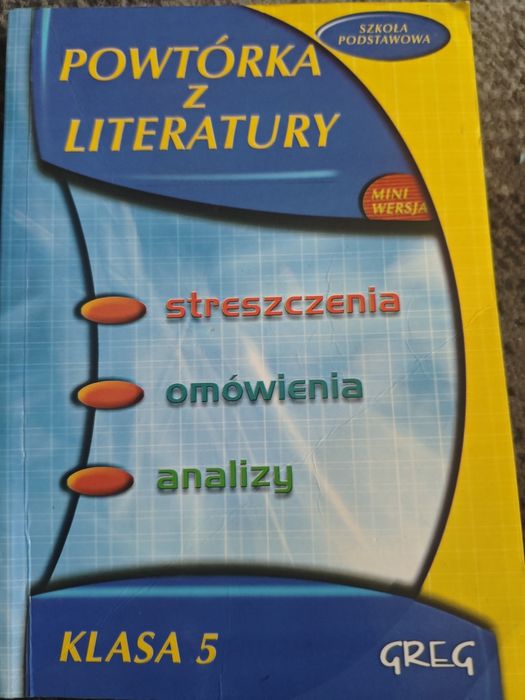 SZKOŁA
PODSTAWOWA
POWTÓRKA
Z
LITERATURY
MINI
WERSJA
streszczenia
omówienia
analizy
KLASA 5
GREG